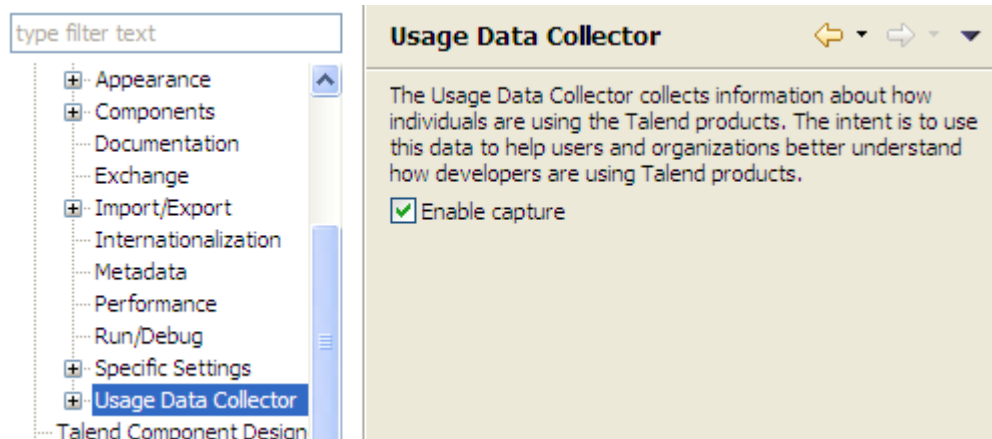 type filter text
Appearance
Components
Documentation
Exchange
Import/Export
Internationalization
Metadata
Performance
Run/Debug
Specific Settings
Usage Data Collector
Talend Component Design
Usage Data Collector
The Usage Data Collector collects information about how
individuals are using the Talend products. The intent is to use
this data to help users and organizations better understand
how developers are using Talend products.
Enable capture